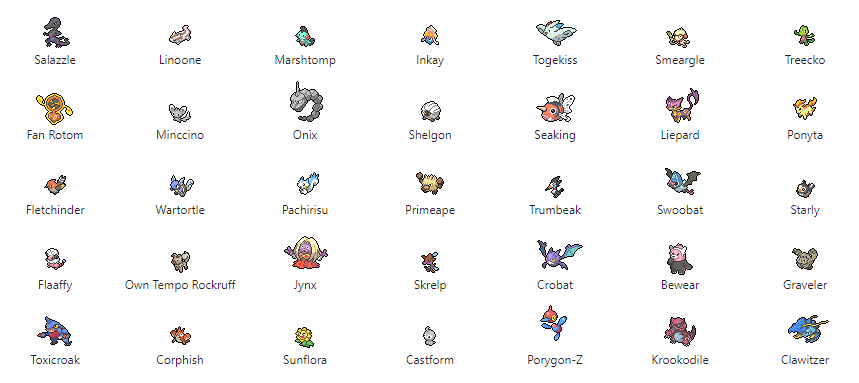 Salazzle Linoone Marshtomp Inkay Togekiss Smeargle Treecko
Fan Rotom Minccino Onix Shelgon Seaking Liepard Ponyta
Fletchinder Wartortle Pachirisu Primeape Trumbeak Swoobat Starly
Flaaffy Own Tempo Rockruff Jynx Skrelp Crobat Bewear Graveler
Toxicroak Corphish Sunflora Castform Porygon-Z Krookodile Clawitzer